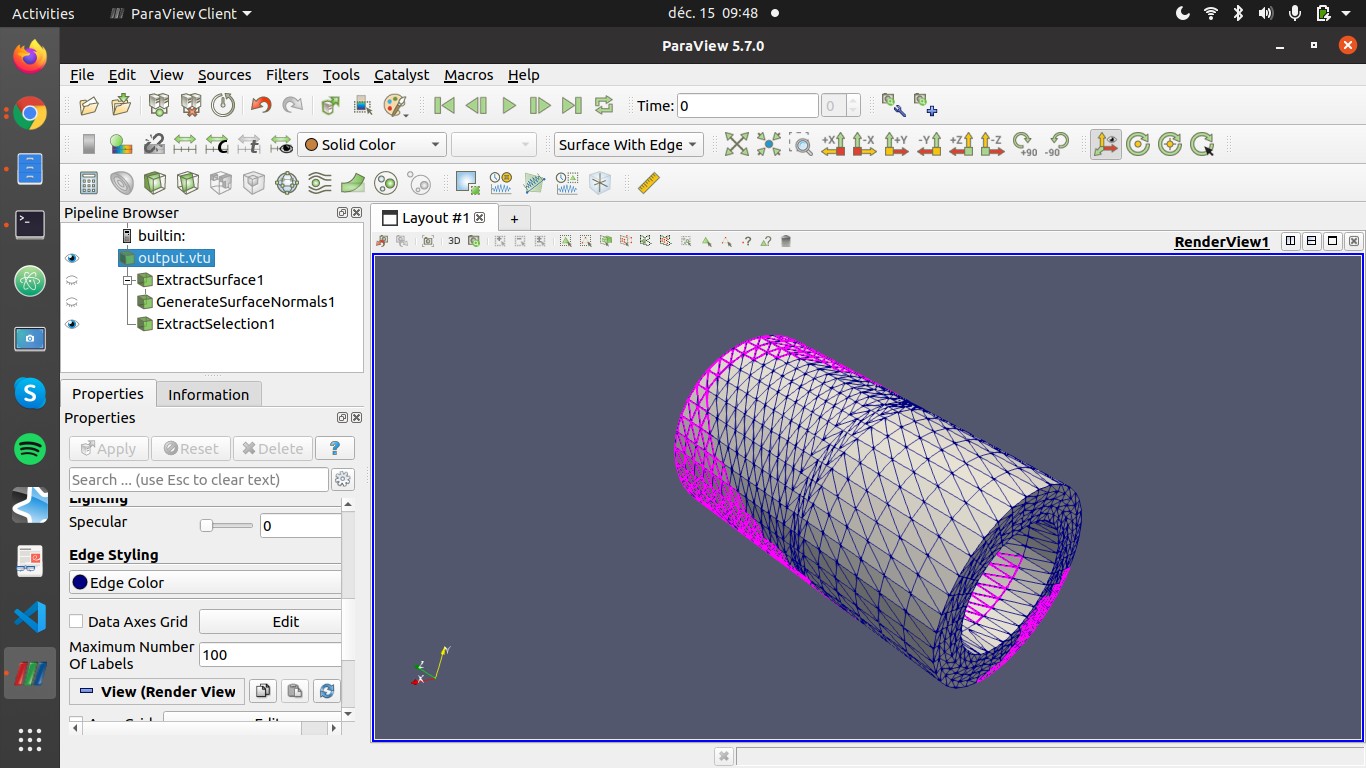 Activities
ParaView Client
déc. 15 09:48
ParaView 5.7.0
File Edit View Sources Filters Tools Catalyst Macros Help
Time: 0
0
Solid Color
Surface With Edge
+X
-X
+Y
-Y
+Z
-Z
+90
-90
Pipeline Browser
builtin:
output.vtu
ExtractSurface1
GenerateSurfaceNormals1
ExtractSelection1
Layout #1
+
3D
RenderView1
Properties
Information
Properties
Apply
Reset
Delete
?
Search ... (use Esc to clear text)
Lighting
Specular
0
Edge Styling
Edge Color
Data Axes Grid
Edit
Maximum Number
Of Labels
100
View (Render View
Y
Z
X